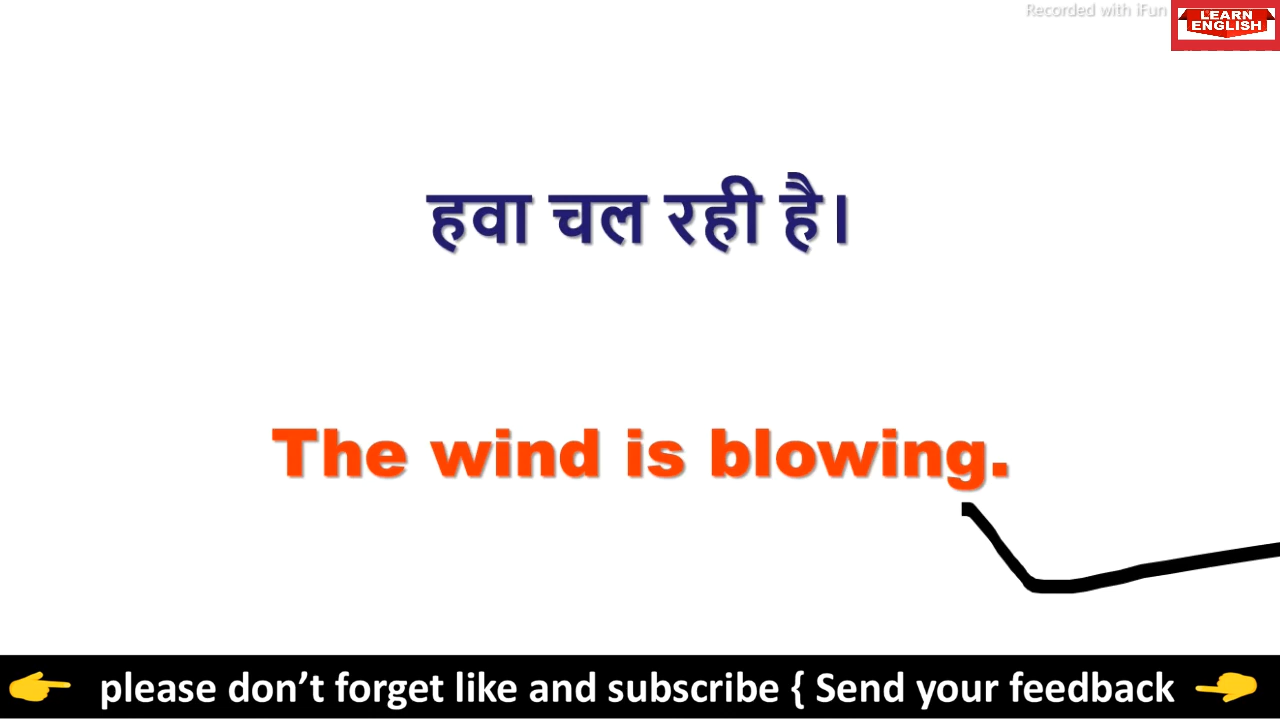 Recorded with iFun
LEARN
ENGLISH
हवा चल रही है।
The wind is blowing.
please don’t forget like and subscribe { Send your feedback